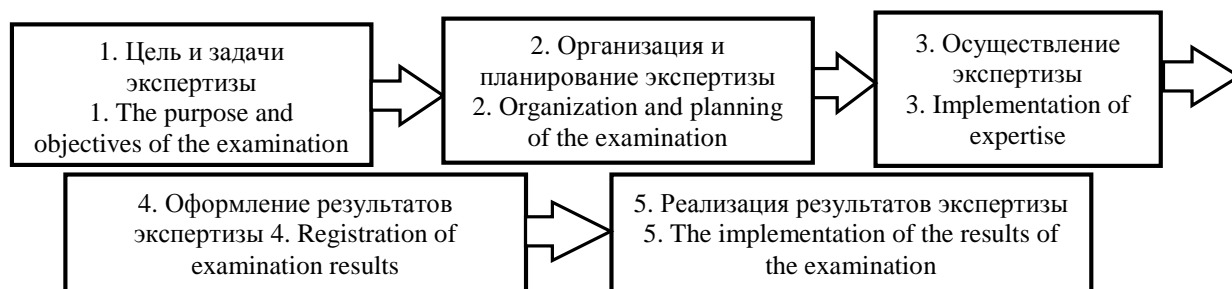 1. Цель и задачи
экспертизы
1. The purpose and
objectives of the examination
2. Организация и
планирование экспертизы
2. Organization and planning
of the examination
3. Осуществление
экспертизы
3. Implementation of
expertise
4. Оформление результатов
экспертизы 4. Registration of
examination results
5. Реализация результатов экспертизы
5. The implementation of the results of
the examination